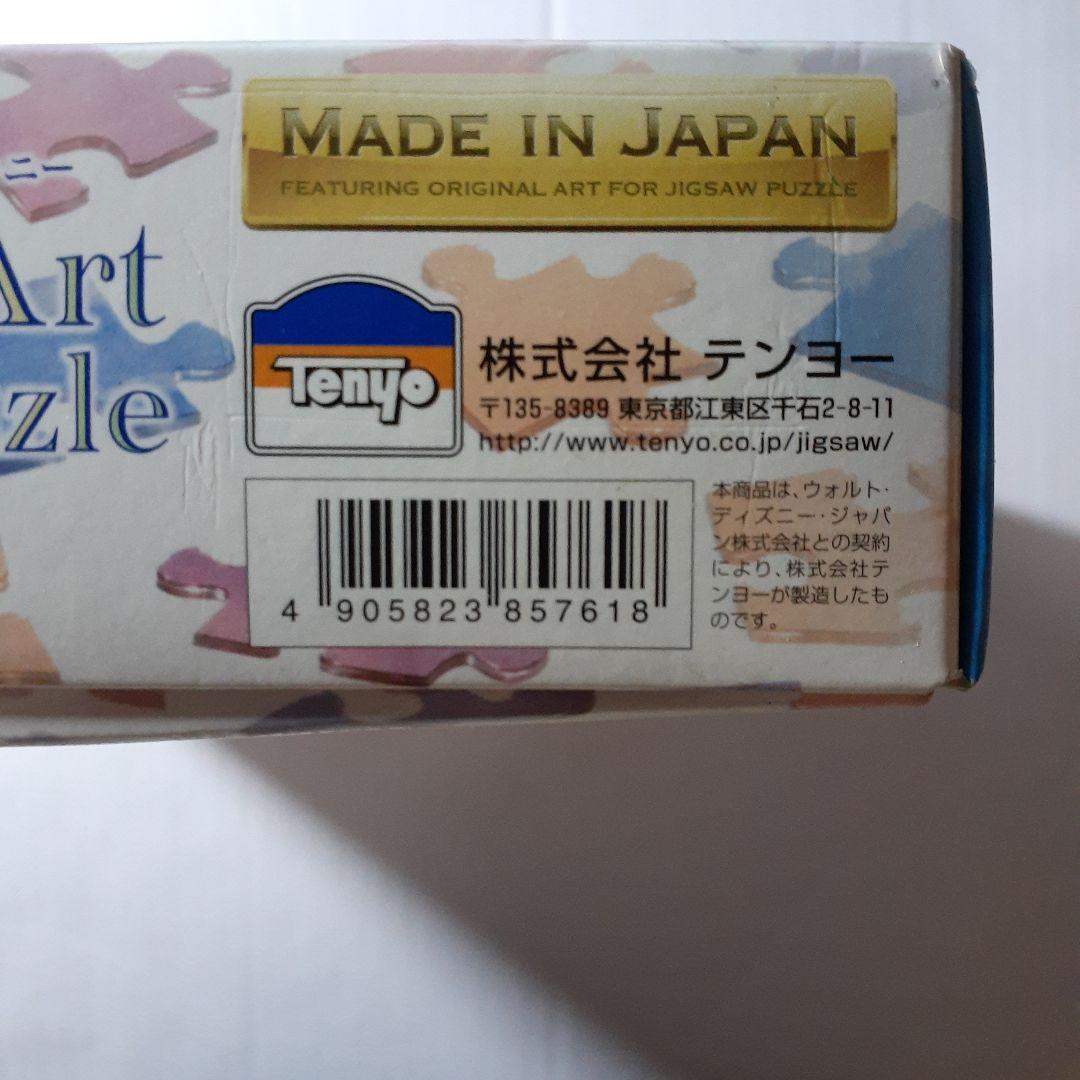 MADE IN JAPAN
FEATURING ORIGINAL ART FOR JIGSAW PUZZLE
ニー
Art
zle
Tenyo
株式会社 テンヨー
〒135-8389 東京都江東区千石2-8-11
http://www.tenyo.co.jp/jigsaw/
4 905823 857618
本商品は、ウォルト・
ディズニー・ジャパ
ン株式会社との契約
により、株式会社テ
ンヨーが製造したも
のです。